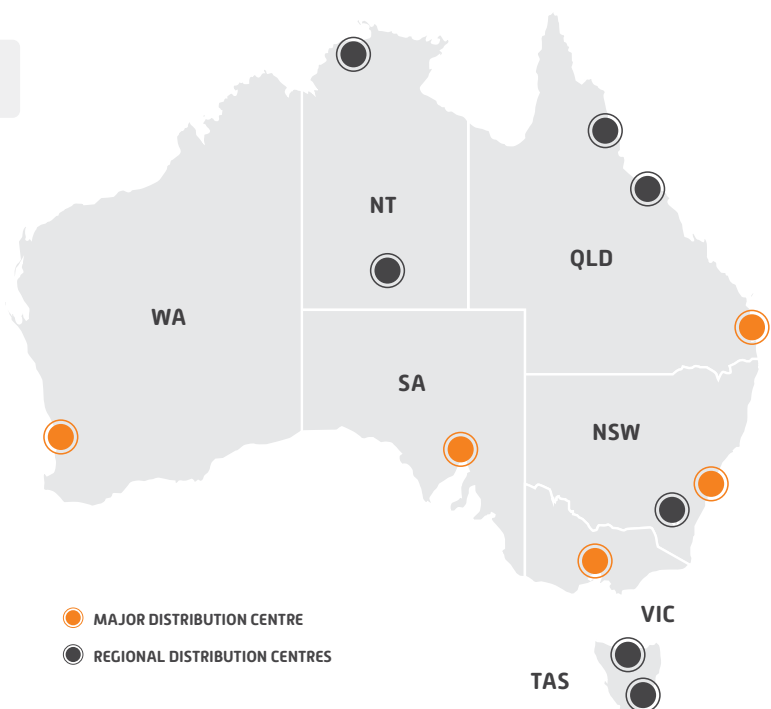 NT
QLD
WA
SA
NSW
MAJOR DISTRIBUTION CENTRE
VIC
REGIONAL DISTRIBUTION CENTRES
TAS